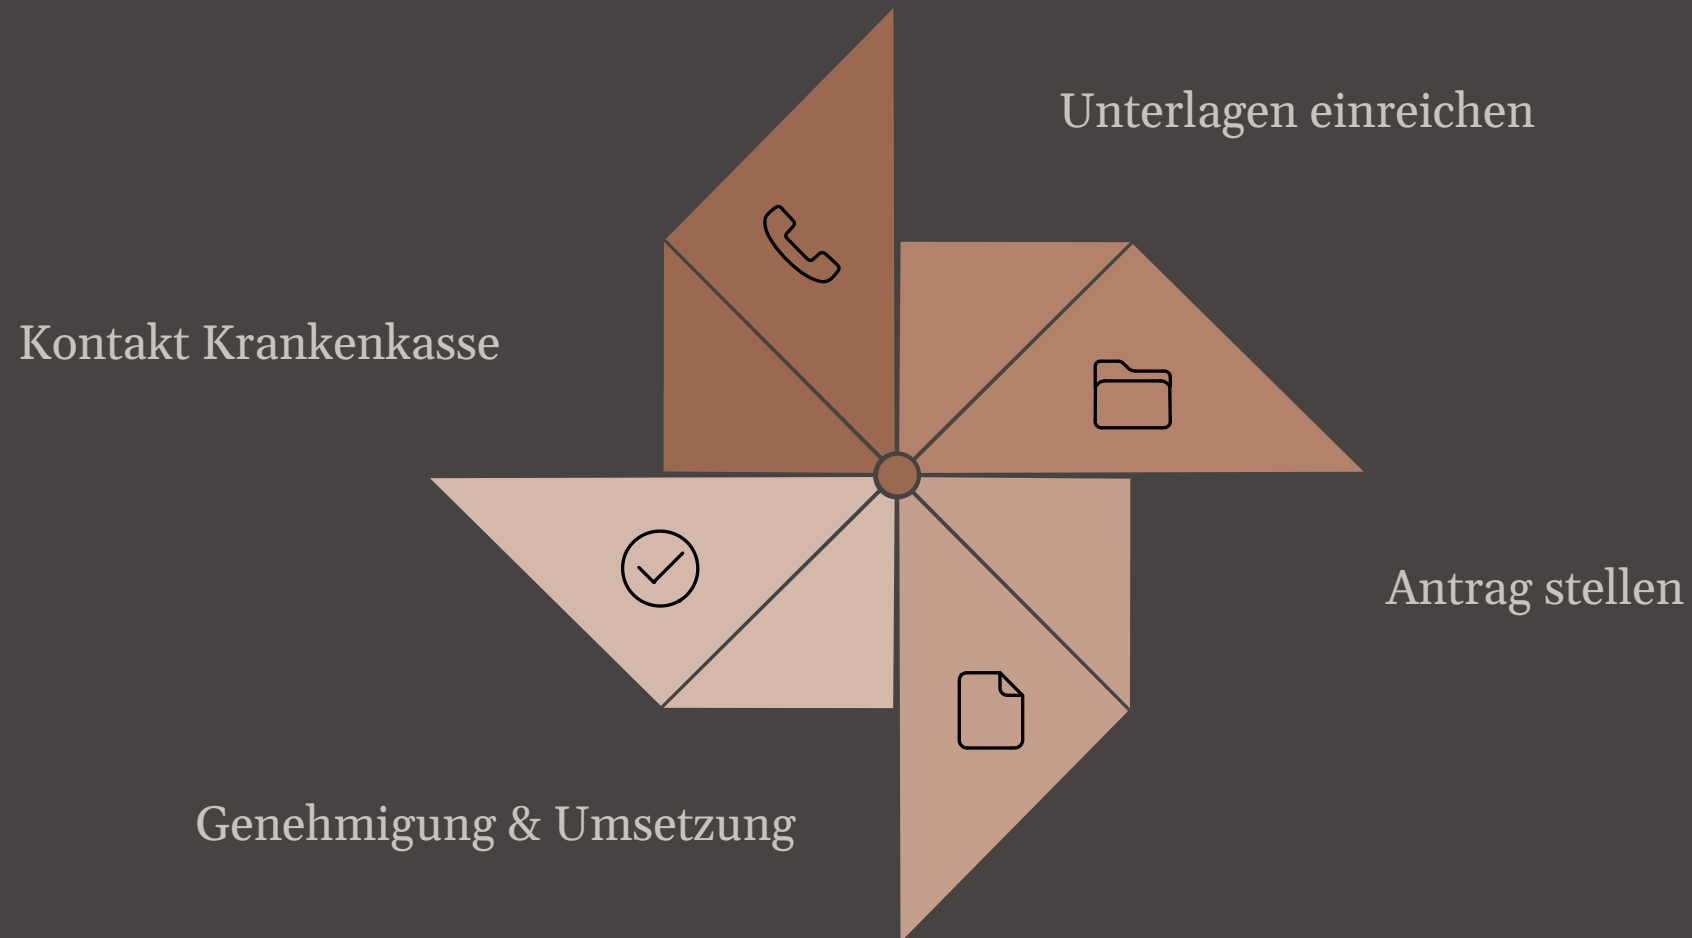 Unterlagen einreichen
Kontakt Krankenkasse
Antrag stellen
Genehmigung & Umsetzung